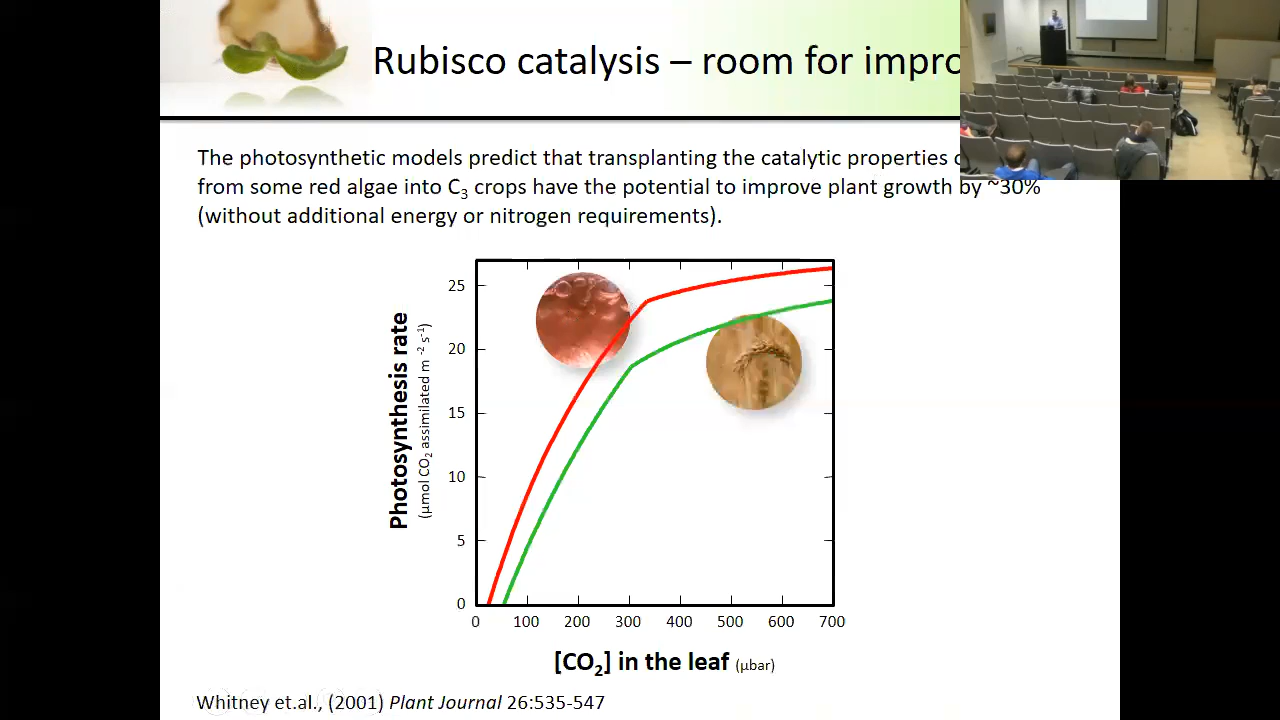 Rubisco catalysis – room for impro
The photosynthetic models predict that transplanting the catalytic properties
from some red algae into C₃ crops have the potential to improve plant growth by ~30%
(without additional energy or nitrogen requirements).
25
20
15
10
5
0
Photosynthesis rate
(µmol CO₂ assimilated m⁻² s⁻¹)
0 100 200 300 400 500 600 700
[CO₂] in the leaf (µbar)
Whitney et.al., (2001) Plant Journal 26:535-547